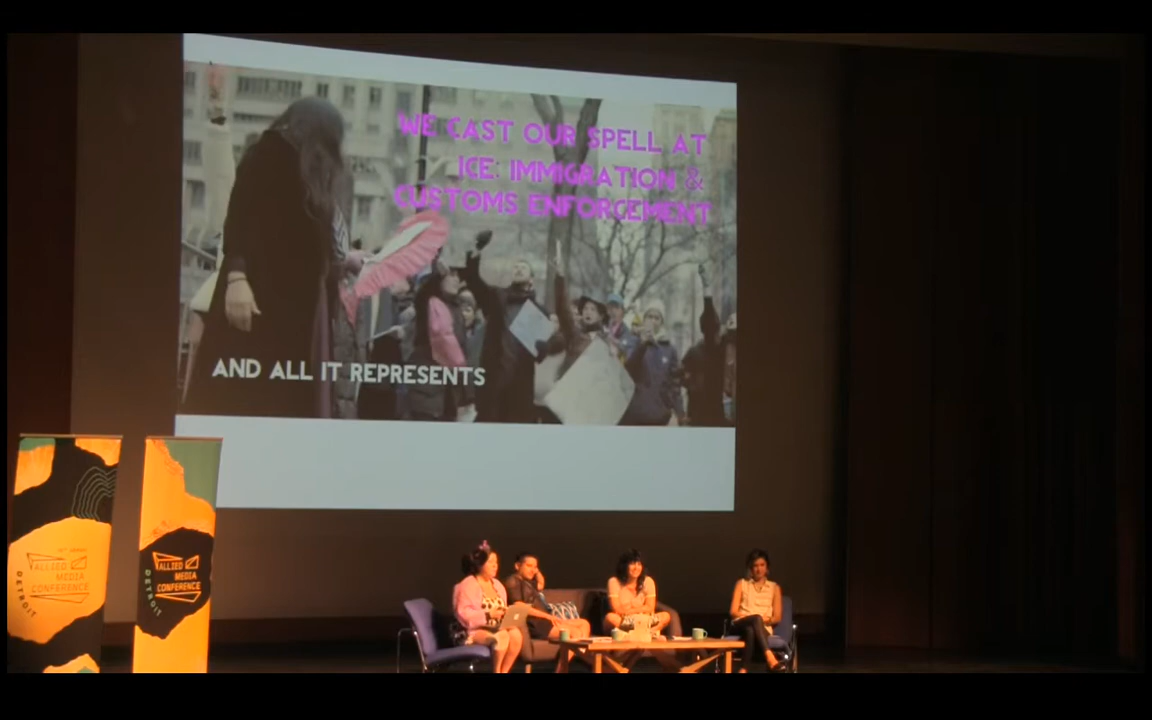 WE CAST OUR SPELL AT
ICE: IMMIGRATION &
CUSTOMS ENFORCEMENT
AND ALL IT REPRESENTS
ALLIED
MEDIA
CONFERENCE
DETROIT
ALLIED
MEDIA
CONFERENCE
DETROIT